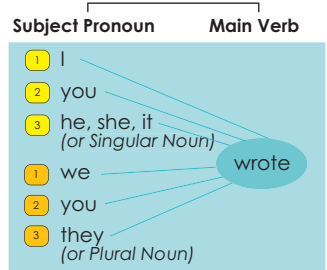 Subject Pronoun Main Verb
1 I
2 you
3 he, she, it
(or Singular Noun)
wrote
1 we
2 you
3 they
(or Plural Noun)